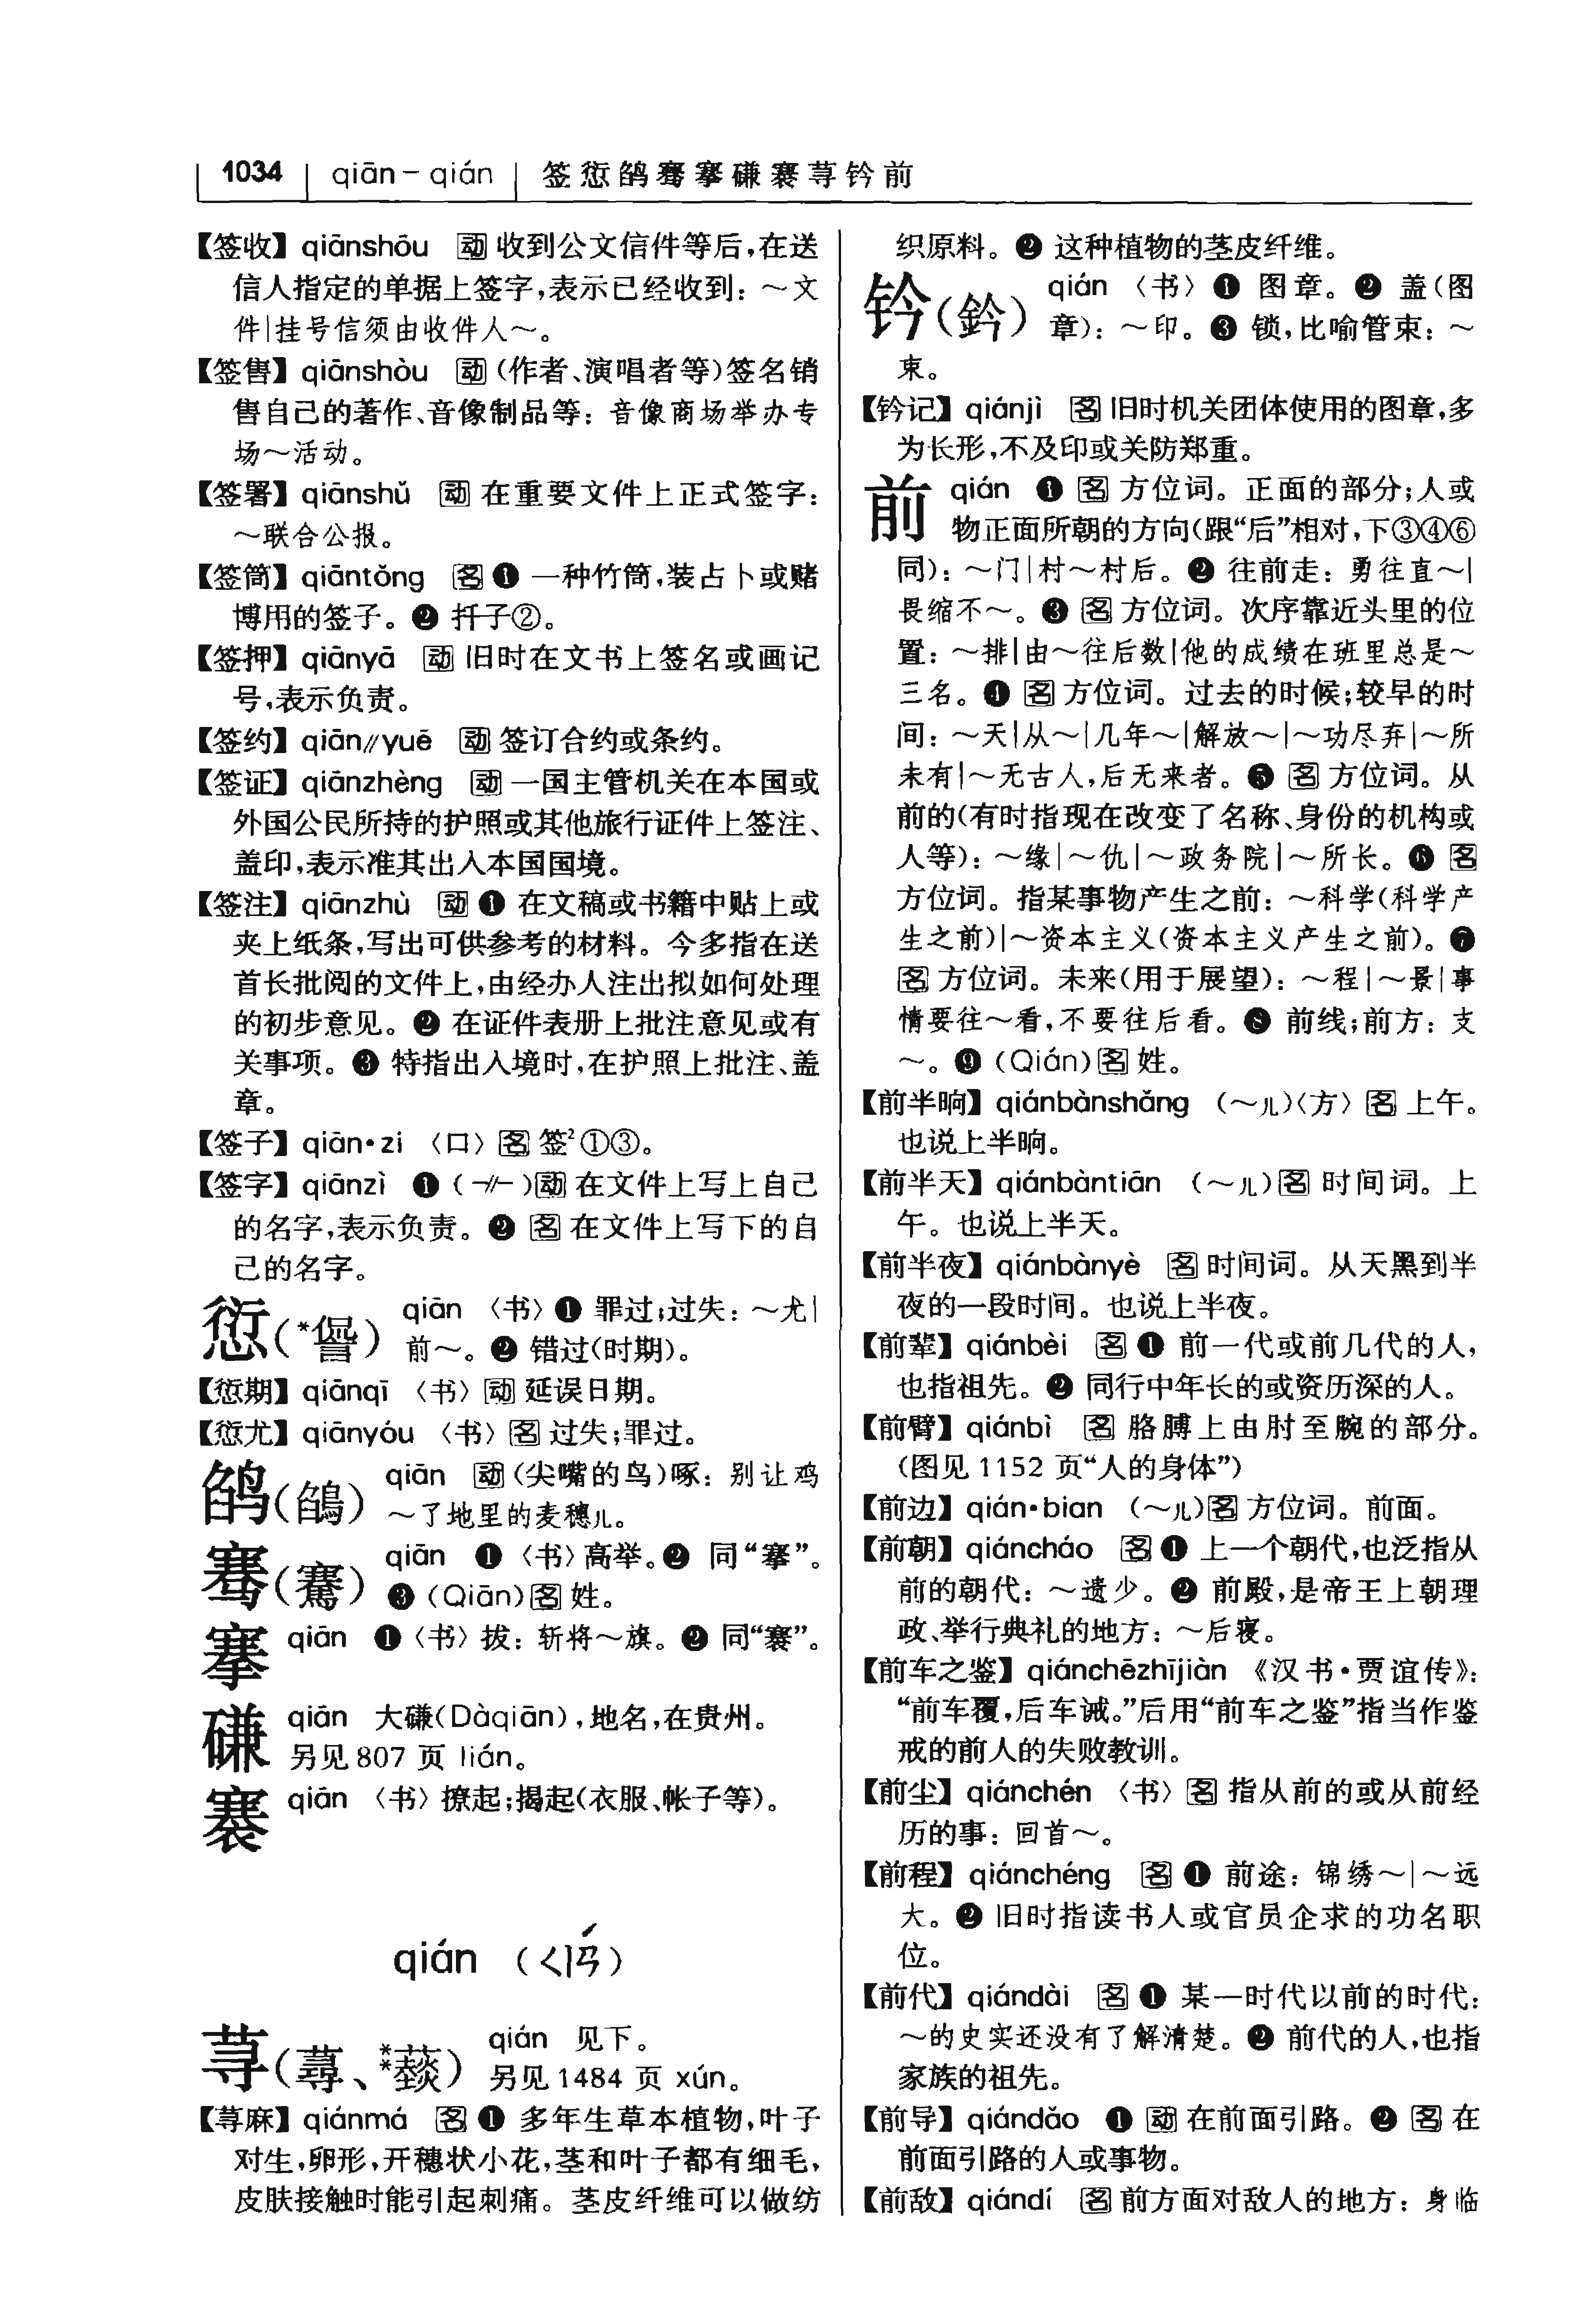 1034 qiān－qián 签愆鹐骞搴磏褰荨钤前
【签收】qiānshōu 动 收到公文信件等后,在送
信人指定的单据上签字,表示已经收到：～文
件|挂号信须由收件人～。
【签售】qiānshòu 动（作者、演唱者等）签名销
售自己的著作、音像制品等：音像商场举办专
场～活动。
【签署】qiānshǔ 动 在重要文件上正式签字：
～联合公报。
【签筒】qiāntǒng 名 ❶ 一种竹筒,装占卜或赌
博用的签子。❷ 扦子②。
【签押】qiānyā 动 旧时在文书上签名或画记
号,表示负责。
【签约】qiān∥yuē 动 签订合约或条约。
【签证】qiānzhèng 动 一国主管机关在本国或
外国公民所持的护照或其他旅行证件上签注、
盖印,表示准其出入本国国境。
【签注】qiānzhù 动 ❶ 在文稿或书籍中贴上或
夹上纸条,写出可供参考的材料。今多指在送
首长批阅的文件上,由经办人注出拟如何处理
的初步意见。❷ 在证件表册上批注意见或有
关事项。❸ 特指出入境时,在护照上批注、盖
章。
【签子】qiān•zi 〈口〉名 签²①③。
【签字】qiānzì ❶（-∥-）动 在文件上写上自己
的名字,表示负责。❷ 名 在文件上写下的自
己的名字。
愆（*諐） qiān 〈书〉❶ 罪过;过失：～尤|
前～。❷ 错过（时期）。
【愆期】qiānqī 〈书〉动 延误日期。
【愆尤】qiānyóu 〈书〉名 过失;罪过。
鹐（鵮） qiān 动（尖嘴的鸟）啄：别让鸡
～了地里的麦穗儿。
骞（騫） qiān ❶〈书〉高举。❷ 同“搴”。
❸（Qiān）名 姓。
搴 qiān ❶〈书〉拔：斩将～旗。❷ 同“褰”。
磏 qiān 大磏（Dàqiān）,地名,在贵州。
另见807 页 lián。
褰 qiān 〈书〉撩起;揭起（衣服、帐子等）。
qián （ㄑㄧㄢˊ）
荨（蕁、**䕭） qián 见下。
另见1484 页 xún。
【荨麻】qiánmá 名 ❶ 多年生草本植物,叶子
对生,卵形,开穗状小花,茎和叶子都有细毛,
皮肤接触时能引起刺痛。茎皮纤维可以做纺
织原料。❷ 这种植物的茎皮纤维。
钤（鈐） qián 〈书〉❶ 图章。❷ 盖（图
章）：～印。❸ 锁,比喻管束：～
束。
【钤记】qiánjì 名 旧时机关团体使用的图章,多
为长形,不及印或关防郑重。
前 qián ❶ 名 方位词。正面的部分;人或
物正面所朝的方向（跟“后”相对,下③④⑥
同）：～门|村～村后。❷ 往前走：勇往直～|
畏缩不～。❸ 名 方位词。次序靠近头里的位
置：～排|由～往后数|他的成绩在班里总是～
三名。❹ 名 方位词。过去的时候;较早的时
间：～天|从～|几年～|解放～|～功尽弃|～所
未有|～无古人,后无来者。❺ 名 方位词。从
前的（有时指现在改变了名称、身份的机构或
人等）：～缘|～仇|～政务院|～所长。❻ 名
方位词。指某事物产生之前：～科学（科学产
生之前）|～资本主义（资本主义产生之前）。❼
名 方位词。未来（用于展望）：～程|～景|事
情要往～看,不要往后看。❽ 前线;前方：支
～。❾（Qián）名 姓。
【前半晌】qiánbànshǎng （～儿）〈方〉名 上午。
也说上半晌。
【前半天】qiánbàntiān （～儿）名 时间词。上
午。也说上半天。
【前半夜】qiánbànyè 名 时间词。从天黑到半
夜的一段时间。也说上半夜。
【前辈】qiánbèi 名 ❶ 前一代或前几代的人,
也指祖先。❷ 同行中年长的或资历深的人。
【前臂】qiánbì 名 胳膊上由肘至腕的部分。
（图见1152 页“人的身体”）
【前边】qián•bian （～儿）名 方位词。前面。
【前朝】qiáncháo 名 ❶ 上一个朝代,也泛指从
前的朝代：～遗少。❷ 前殿,是帝王上朝理
政、举行典礼的地方：～后寝。
【前车之鉴】qiánchēzhījiàn 《汉书•贾谊传》：
“前车覆,后车诫。”后用“前车之鉴”指当作鉴
戒的前人的失败教训。
【前尘】qiánchén 〈书〉名 指从前的或从前经
历的事：回首～。
【前程】qiánchéng 名 ❶ 前途：锦绣～|～远
大。❷ 旧时指读书人或官员企求的功名职
位。
【前代】qiándài 名 ❶ 某一时代以前的时代：
～的史实还没有了解清楚。❷ 前代的人,也指
家族的祖先。
【前导】qiándǎo ❶ 动 在前面引路。❷ 名 在
前面引路的人或事物。
【前敌】qiándí 名 前方面对敌人的地方：身临